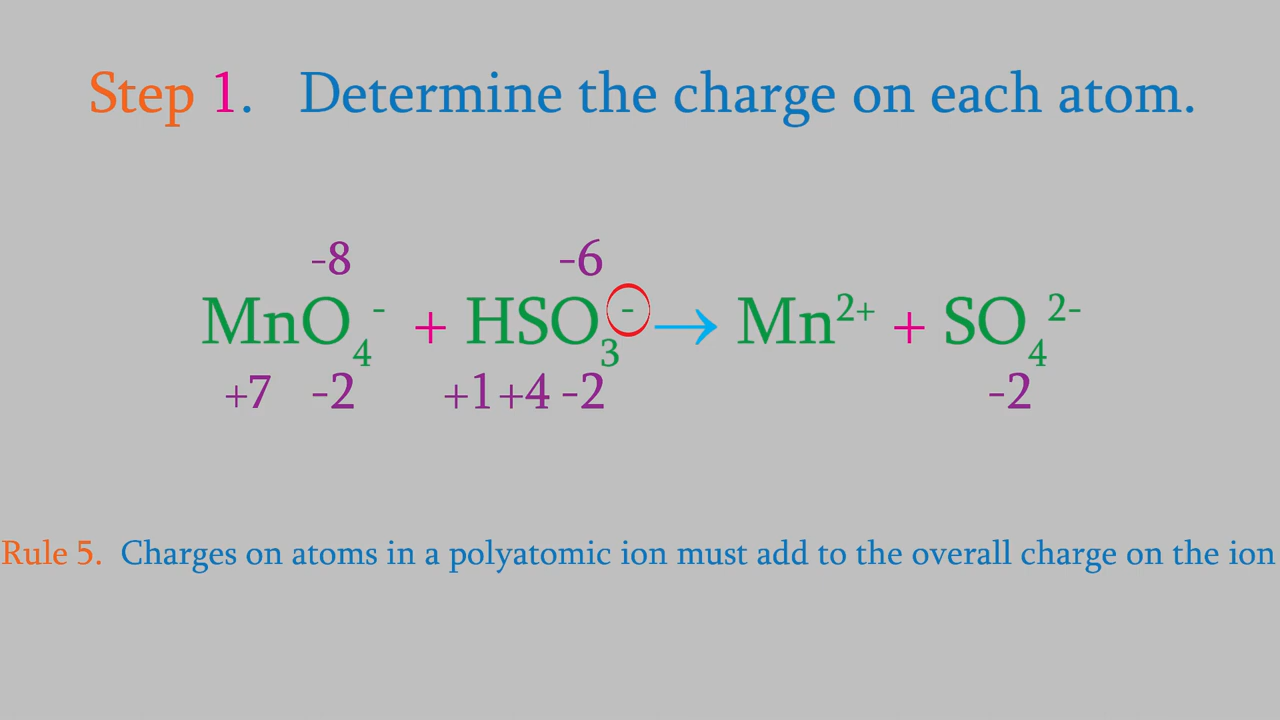 Step 1. Determine the charge on each atom.
-8 -6
MnO₄⁻ + HSO₃⁻ → Mn²⁺ + SO₄²⁻
+7 -2 +1 +4 -2 -2
Rule 5. Charges on atoms in a polyatomic ion must add to the overall charge on the ion